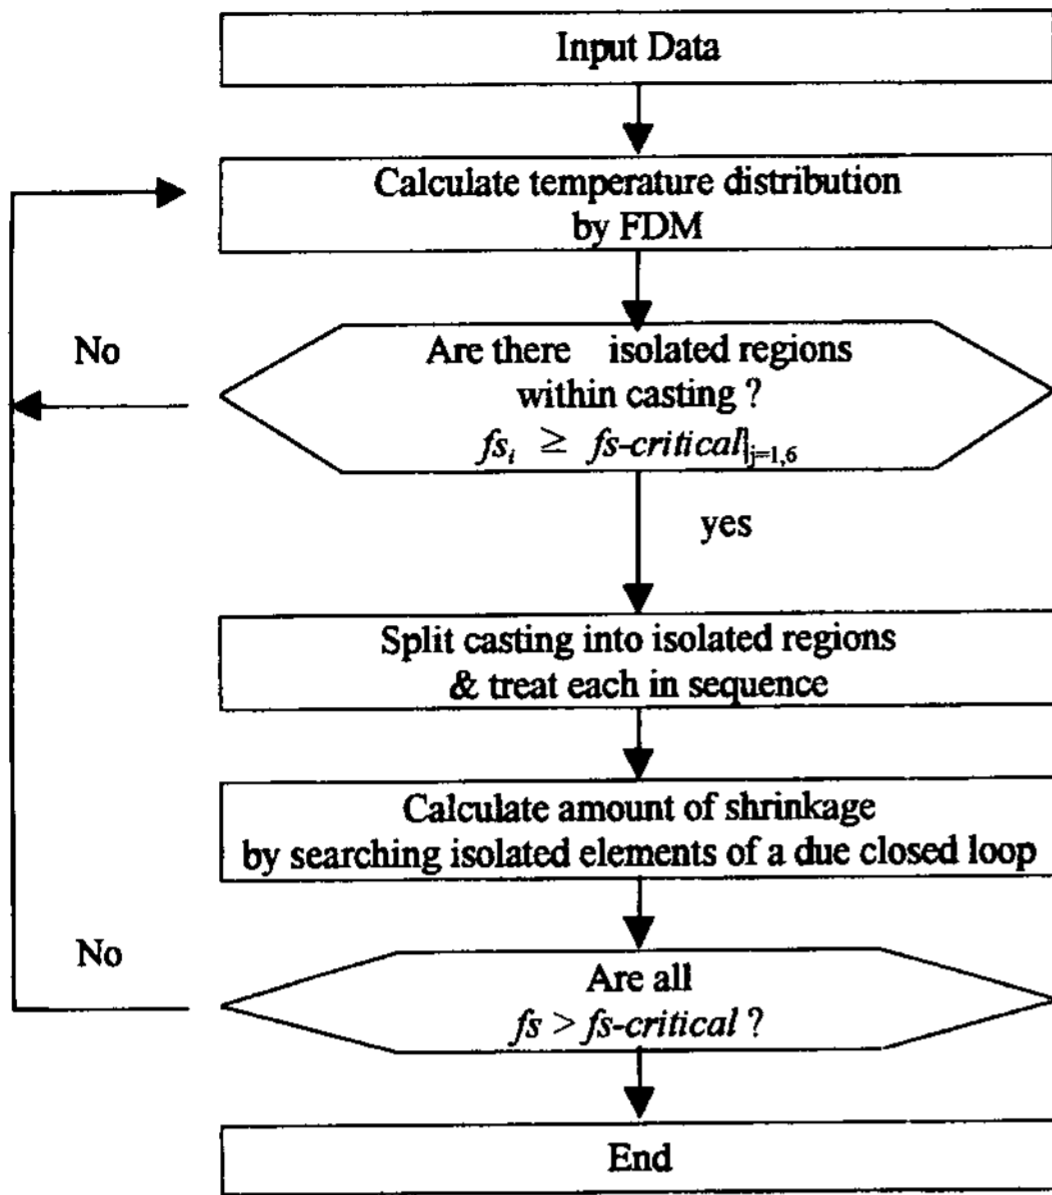 Input Data
Calculate temperature distribution
by FDM
No
Are there isolated regions
within casting ?
fsᵢ ≥ fs-critical|j=1,6
yes
Split casting into isolated regions
& treat each in sequence
Calculate amount of shrinkage
by searching isolated elements of a due closed loop
No
Are all
fs > fs-critical ?
End